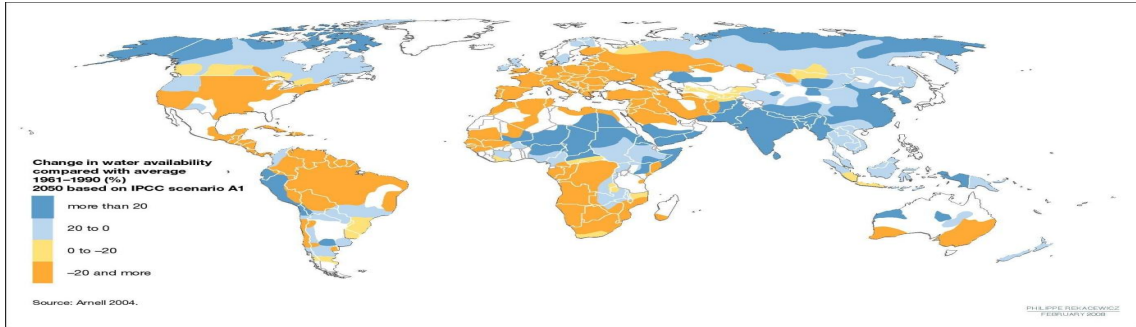 Change in water availability
compared with average
1961–1990 (%)
2050 based on IPCC scenario A1
more than 20
20 to 0
0 to –20
–20 and more
Source: Arnell 2004.
PHILIPPE REKACEWICZ
FEBRUARY 2008